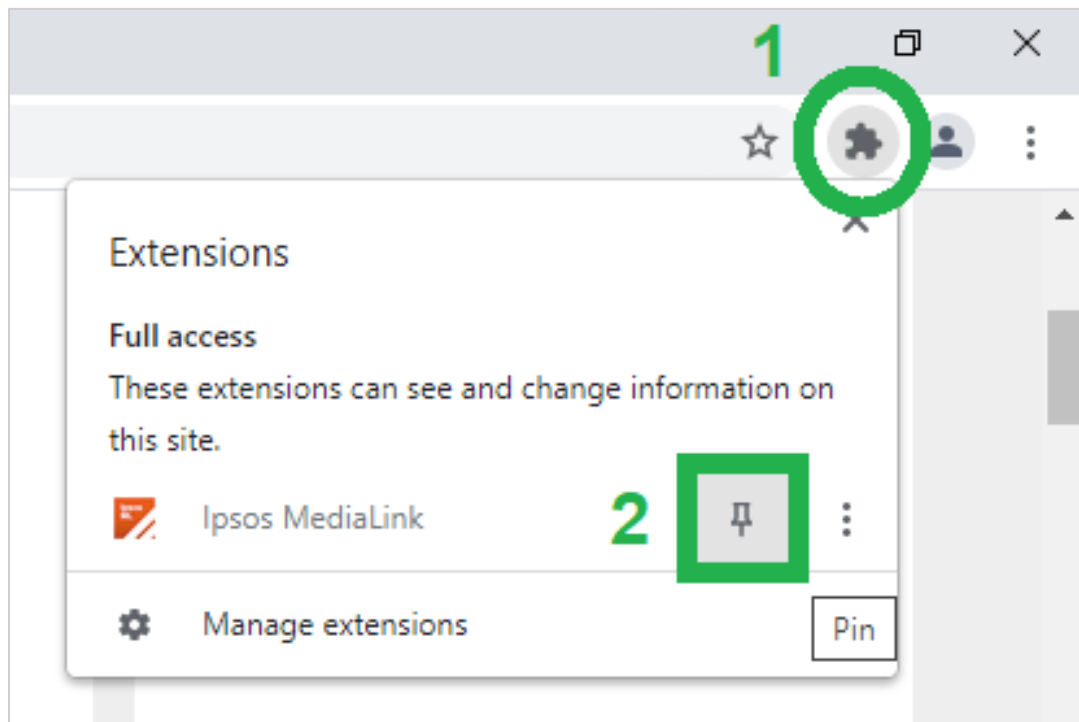 1
Extensions
Full access
These extensions can see and change information on
this site.
Ipsos MediaLink
2
Manage extensions
Pin